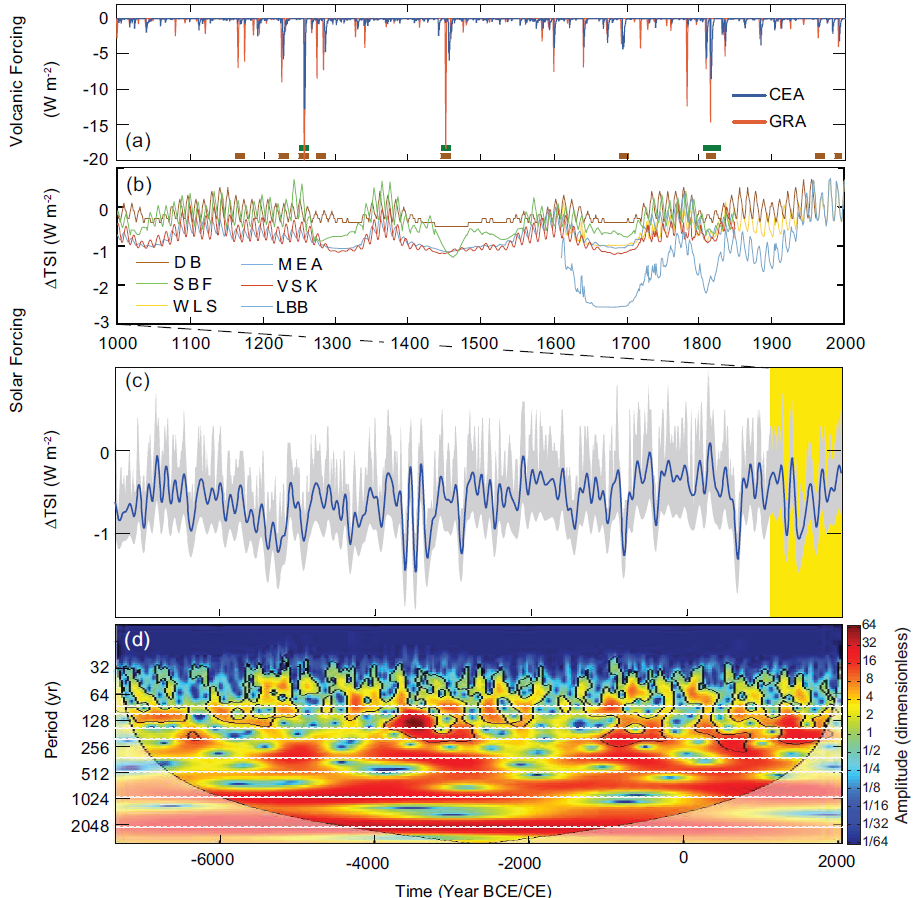 Volcanic Forcing
(W m-2)
0
-5
-10
-15
-20
(a)
CEA
GRA
Solar Forcing
ΔTSI (W m-2)
0
-1
-2
-3
(b)
DB
SBF
WLS
MEA
VSK
LBB
1000 1100 1200 1300 1400 1500 1600 1700 1800 1900 2000
ΔTSI (W m-2)
0
-1
(c)
Period (yr)
32
64
128
256
512
1024
2048
(d)
-6000 -4000 -2000 0 2000
Time (Year BCE/CE)
64
32
16
8
4
2
1
1/2
1/4
1/8
1/16
1/32
1/64
Amplitude (dimensionless)